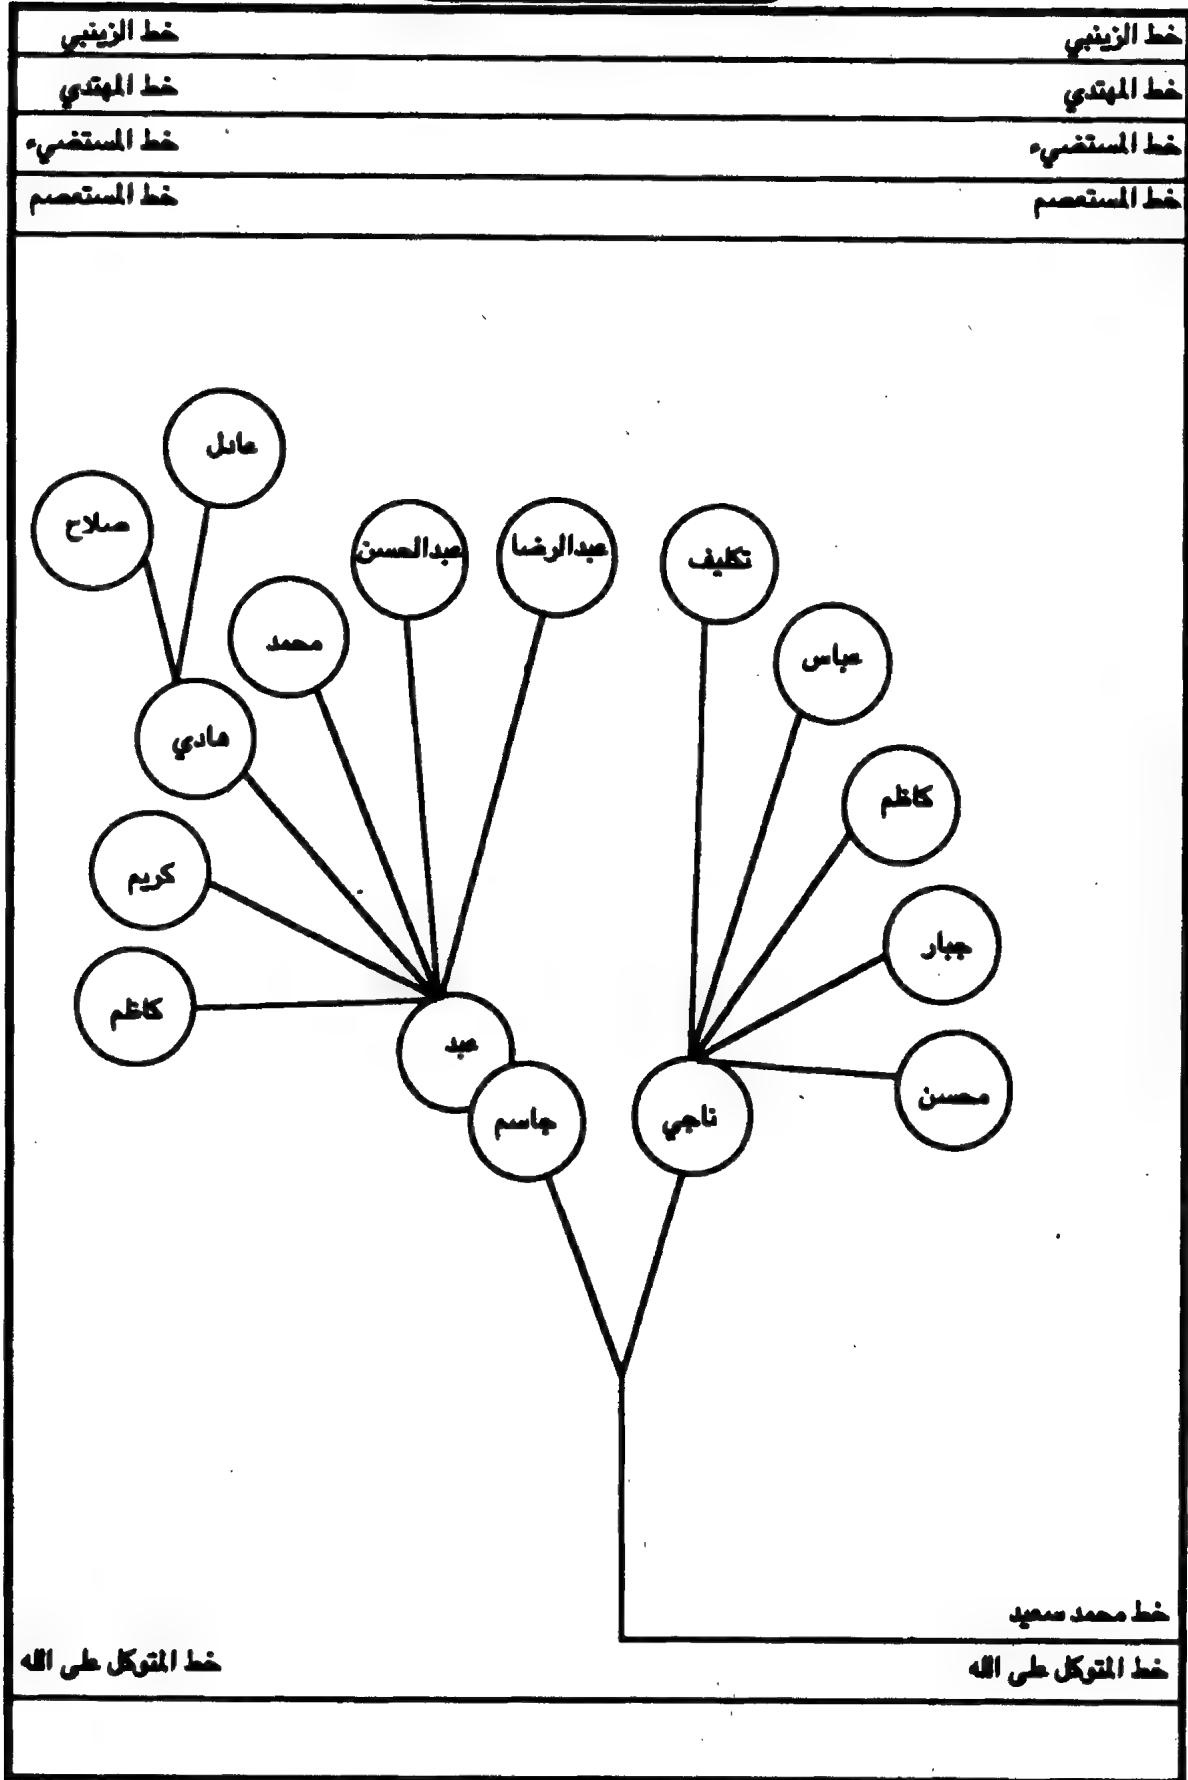 خط الزينبي خط الزينبي
خط المهتدي خط المهتدي
خط المستضيء خط المستضيء
خط المستعصم خط المستعصم
عادل
صلاح
عبدالرضا
عبدالحسن
تكليف
محمد
عباس
هادي
كاظم
كريم
جبار
كاظم
عبد
محسن
ناجي
جاسم
خط محمد سعيد
خط المتوكل على الله خط المتوكل على الله